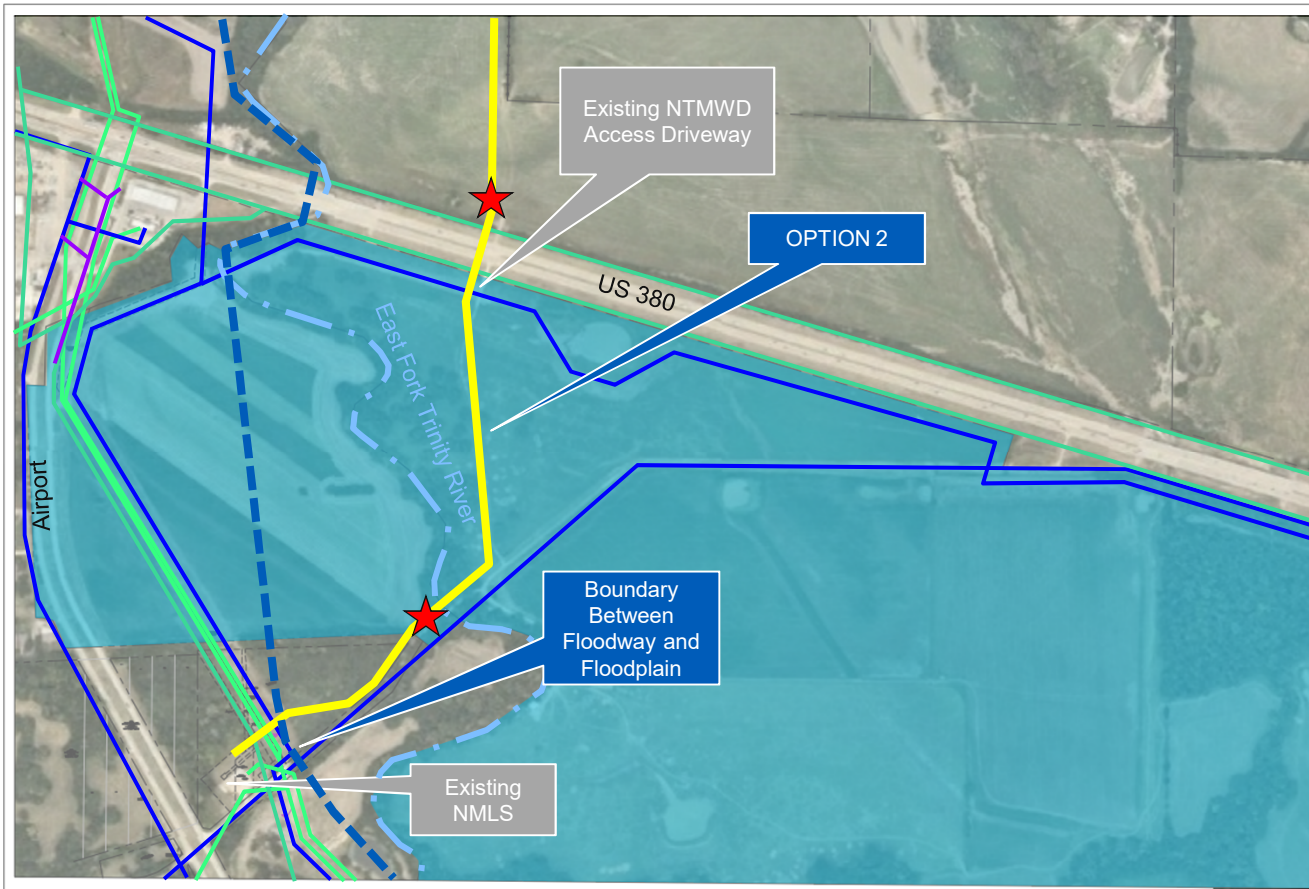 Existing NTMWD
Access Driveway
OPTION 2
US 380
East Fork Trinity River
Airport
Boundary
Between
Floodway and
Floodplain
Existing
NMLS